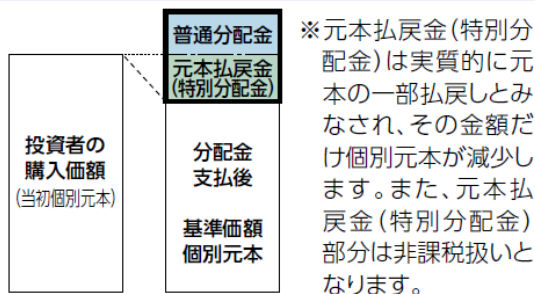 普通分配金
元本払戻金
(特別分配金)
投資者の
購入価額
(当初個別元本)
分配金
支払後
基準価額
個別元本
※元本払戻金(特別分
配金)は実質的に元
本の一部払戻しとみ
なされ、その金額だ
け個別元本が減少し
ます。また、元本払
戻金(特別分配金)
部分は非課税扱いと
なります。